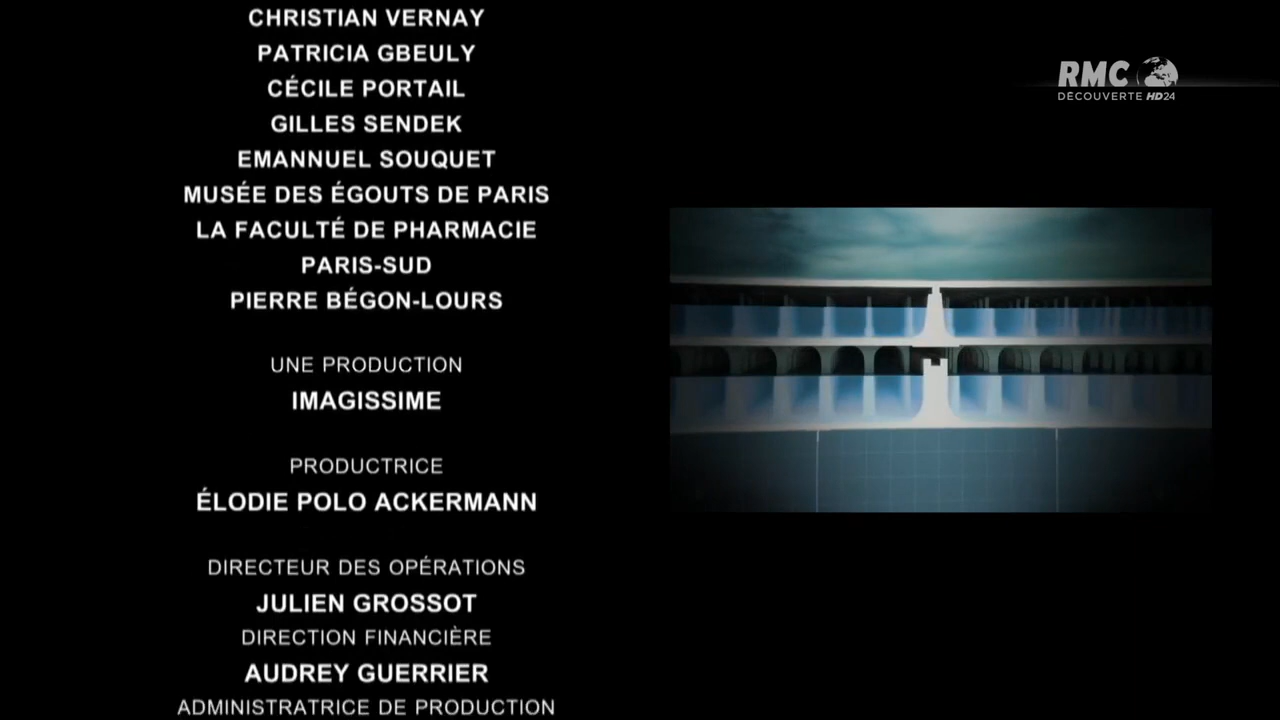 CHRISTIAN VERNAY
PATRICIA GBEULY
CÉCILE PORTAIL
GILLES SENDEK
EMANNUEL SOUQUET
MUSÉE DES ÉGOUTS DE PARIS
LA FACULTÉ DE PHARMACIE
PARIS-SUD
PIERRE BÉGON-LOURS
UNE PRODUCTION
IMAGISSIME
PRODUCTRICE
ÉLODIE POLO ACKERMANN
DIRECTEUR DES OPÉRATIONS
JULIEN GROSSOT
DIRECTION FINANCIÈRE
AUDREY GUERRIER
ADMINISTRATRICE DE PRODUCTION
RMC
DÉCOUVERTE HD24